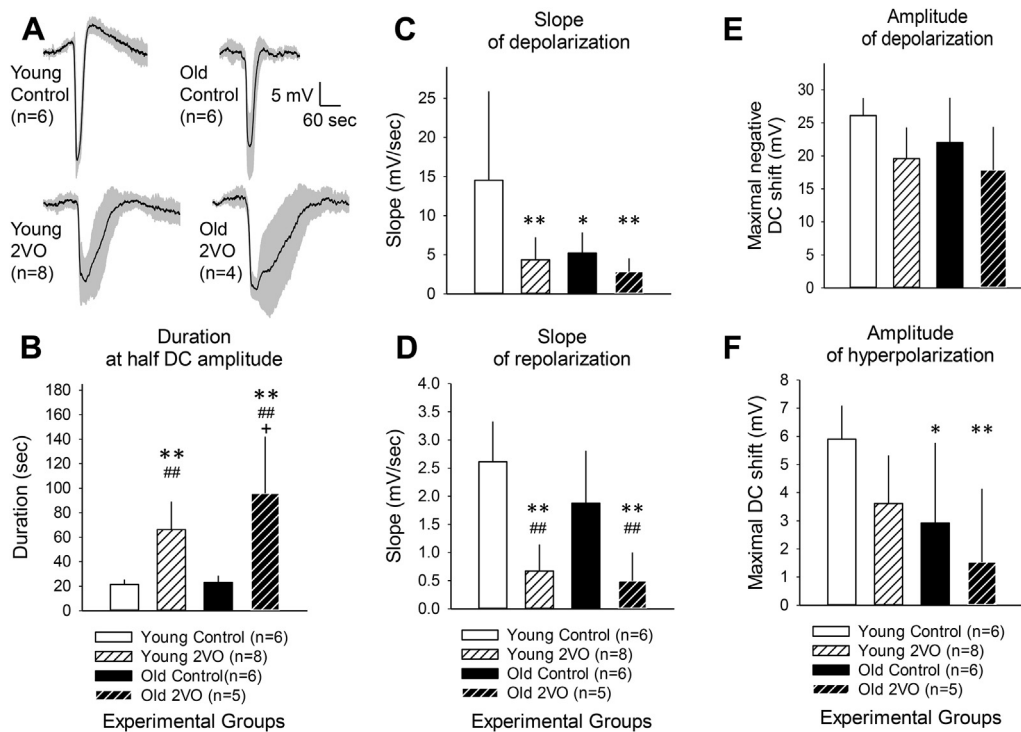 A
Young
Control
(n=6)
Old
Control
(n=6)
5 mV
60 sec
Young
2VO
(n=8)
Old
2VO
(n=4)
B
Duration
at half DC amplitude
Duration (sec)
180
160
140
120
100
80
60
40
20
0
**
##
**
##
+
Young Control (n=6)
Young 2VO (n=8)
Old Control(n=6)
Old 2VO (n=5)
Experimental Groups
C
Slope
of depolarization
Slope (mV/sec)
25
20
15
10
5
0
**
*
**
D
Slope
of repolarization
Slope (mV/sec)
4.0
3.5
3.0
2.5
2.0
1.5
1.0
0.5
0.0
**
##
**
##
Young Control (n=6)
Young 2VO (n=8)
Old Control (n=6)
Old 2VO (n=5)
Experimental Groups
E
Amplitude
of depolarization
Maximal negative
DC shift (mV)
30
25
20
15
10
5
0
F
Amplitude
of hyperpolarization
Maximal DC shift (mV)
8
7
6
5
4
3
2
1
0
*
**
Young Control (n=6)
Young 2VO (n=8)
Old Control (n=6)
Old 2VO (n=5)
Experimental Groups